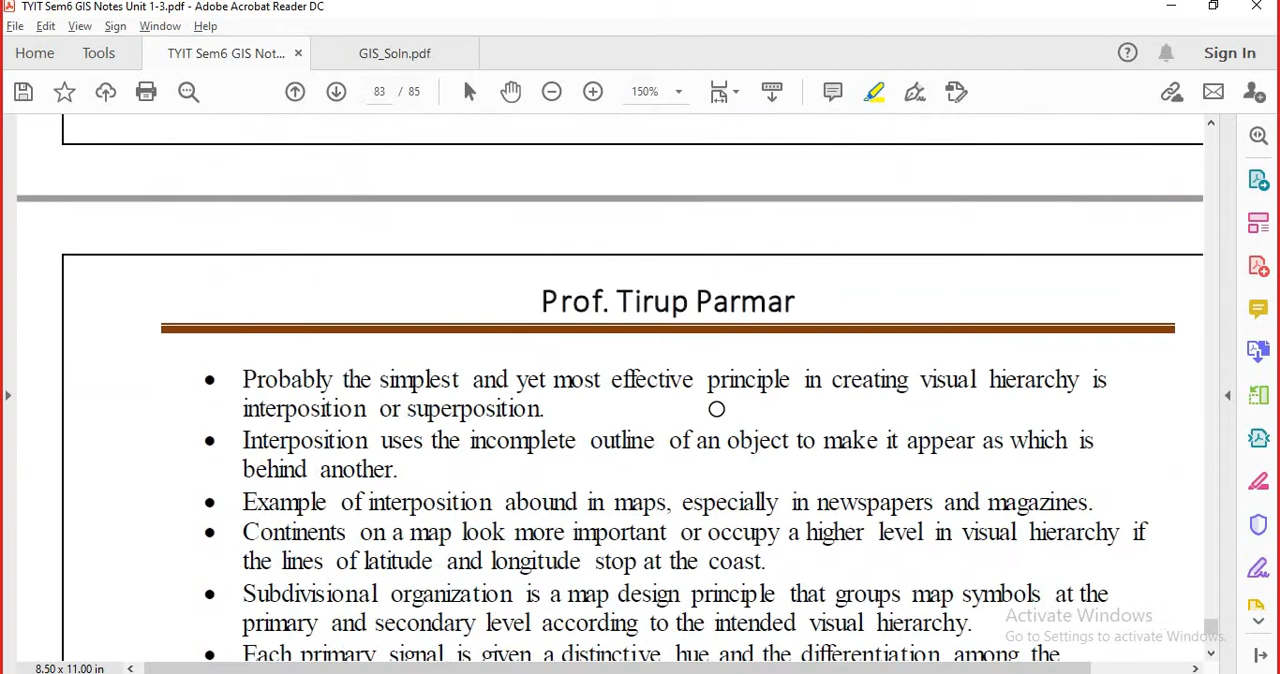 TYIT Sem6 GIS Notes Unit 1-3.pdf - Adobe Acrobat Reader DC
File Edit View Sign Window Help
Home Tools TYIT Sem6 GIS Not... × GIS_Soln.pdf Sign In
83 / 85 150%
Prof. Tirup Parmar
• Probably the simplest and yet most effective principle in creating visual hierarchy is
interposition or superposition.
• Interposition uses the incomplete outline of an object to make it appear as which is
behind another.
• Example of interposition abound in maps, especially in newspapers and magazines.
• Continents on a map look more important or occupy a higher level in visual hierarchy if
the lines of latitude and longitude stop at the coast.
• Subdivisional organization is a map design principle that groups map symbols at the
primary and secondary level according to the intended visual hierarchy.
• Each primary signal is given a distinctive hue and the differentiation among the
Activate Windows
Go to Settings to activate Windows.
8.50 x 11.00 in